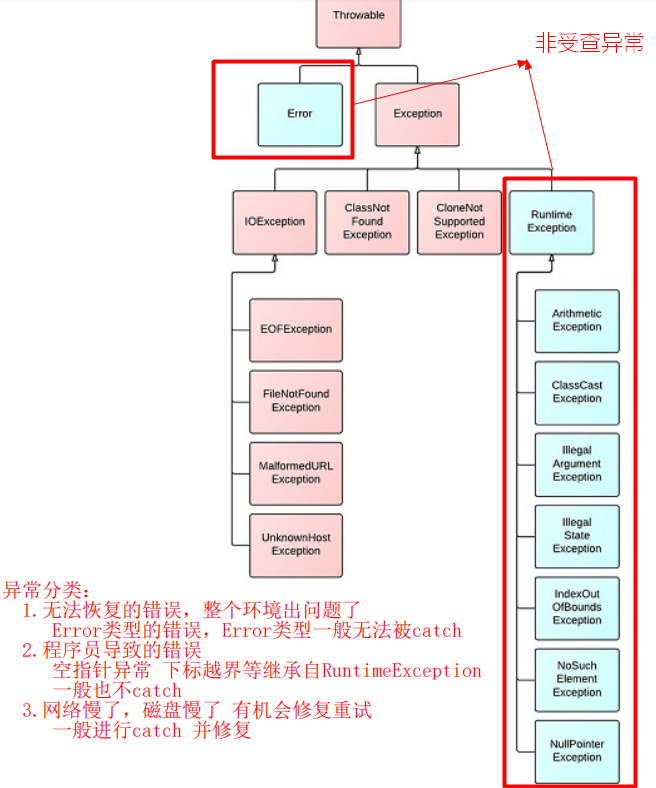 Throwable
非受查异常
Error
Exception
IOException
ClassNot
Found
Exception
CloneNot
Supported
Exception
Runtime
Exception
EOFException
FileNotFound
Exception
MalformedURL
Exception
UnknownHost
Exception
Arithmetic
Exception
ClassCast
Exception
Illegal
Argument
Exception
Illegal
State
Exception
IndexOut
OfBounds
Exception
NoSuch
Element
Exception
NullPointer
Exception
异常分类:
1.无法恢复的错误，整个环境出问题了
Error类型的错误，Error类型一般无法被catch
2.程序员导致的错误
空指针异常 下标越界等继承自RuntimeException
一般也不catch
3.网络慢了，磁盘慢了 有机会修复重试
一般进行catch 并修复